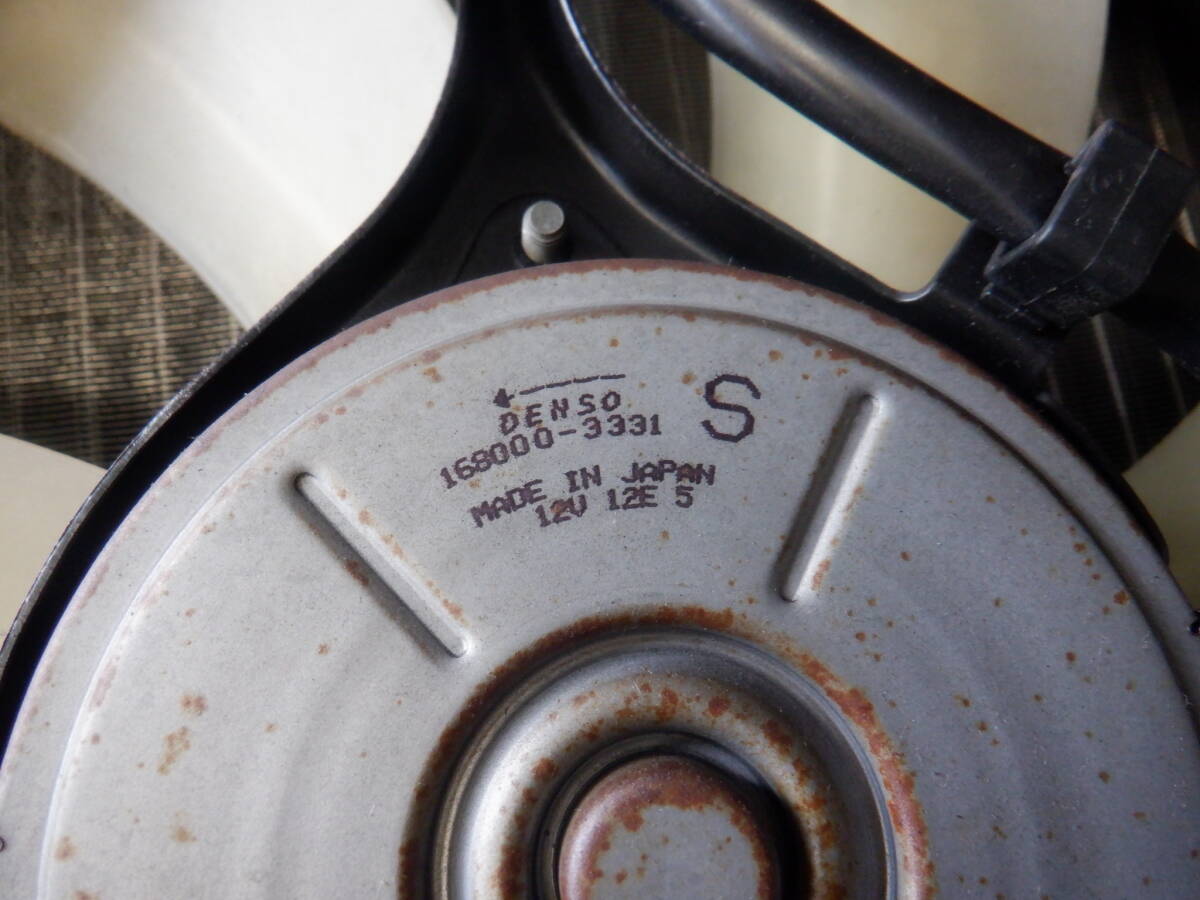 DENSO
168000-3331
S
MADE IN JAPAN
12V 12E 5